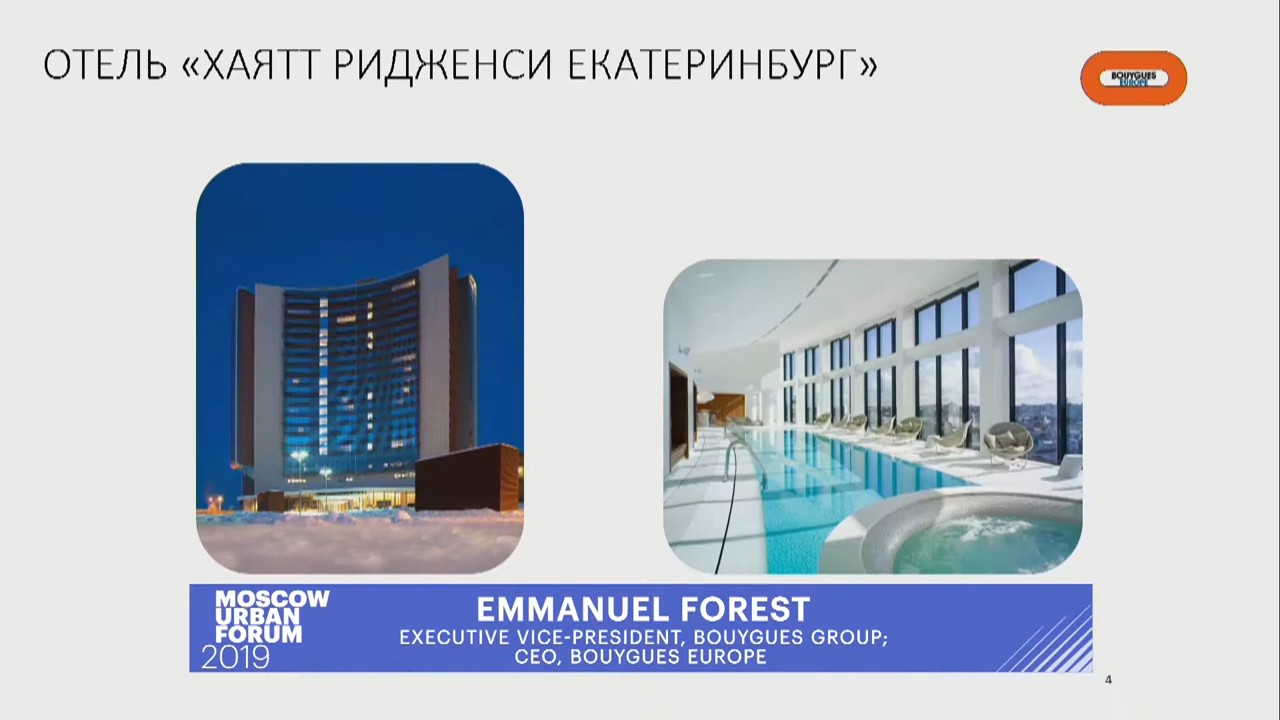 ОТЕЛЬ «ХАЯТТ РИДЖЕНСИ ЕКАТЕРИНБУРГ»
BOUYGUES
EUROPE
MOSCOW
URBAN
FORUM
2019
EMMANUEL FOREST
EXECUTIVE VICE-PRESIDENT, BOUYGUES GROUP;
CEO, BOUYGUES EUROPE
4